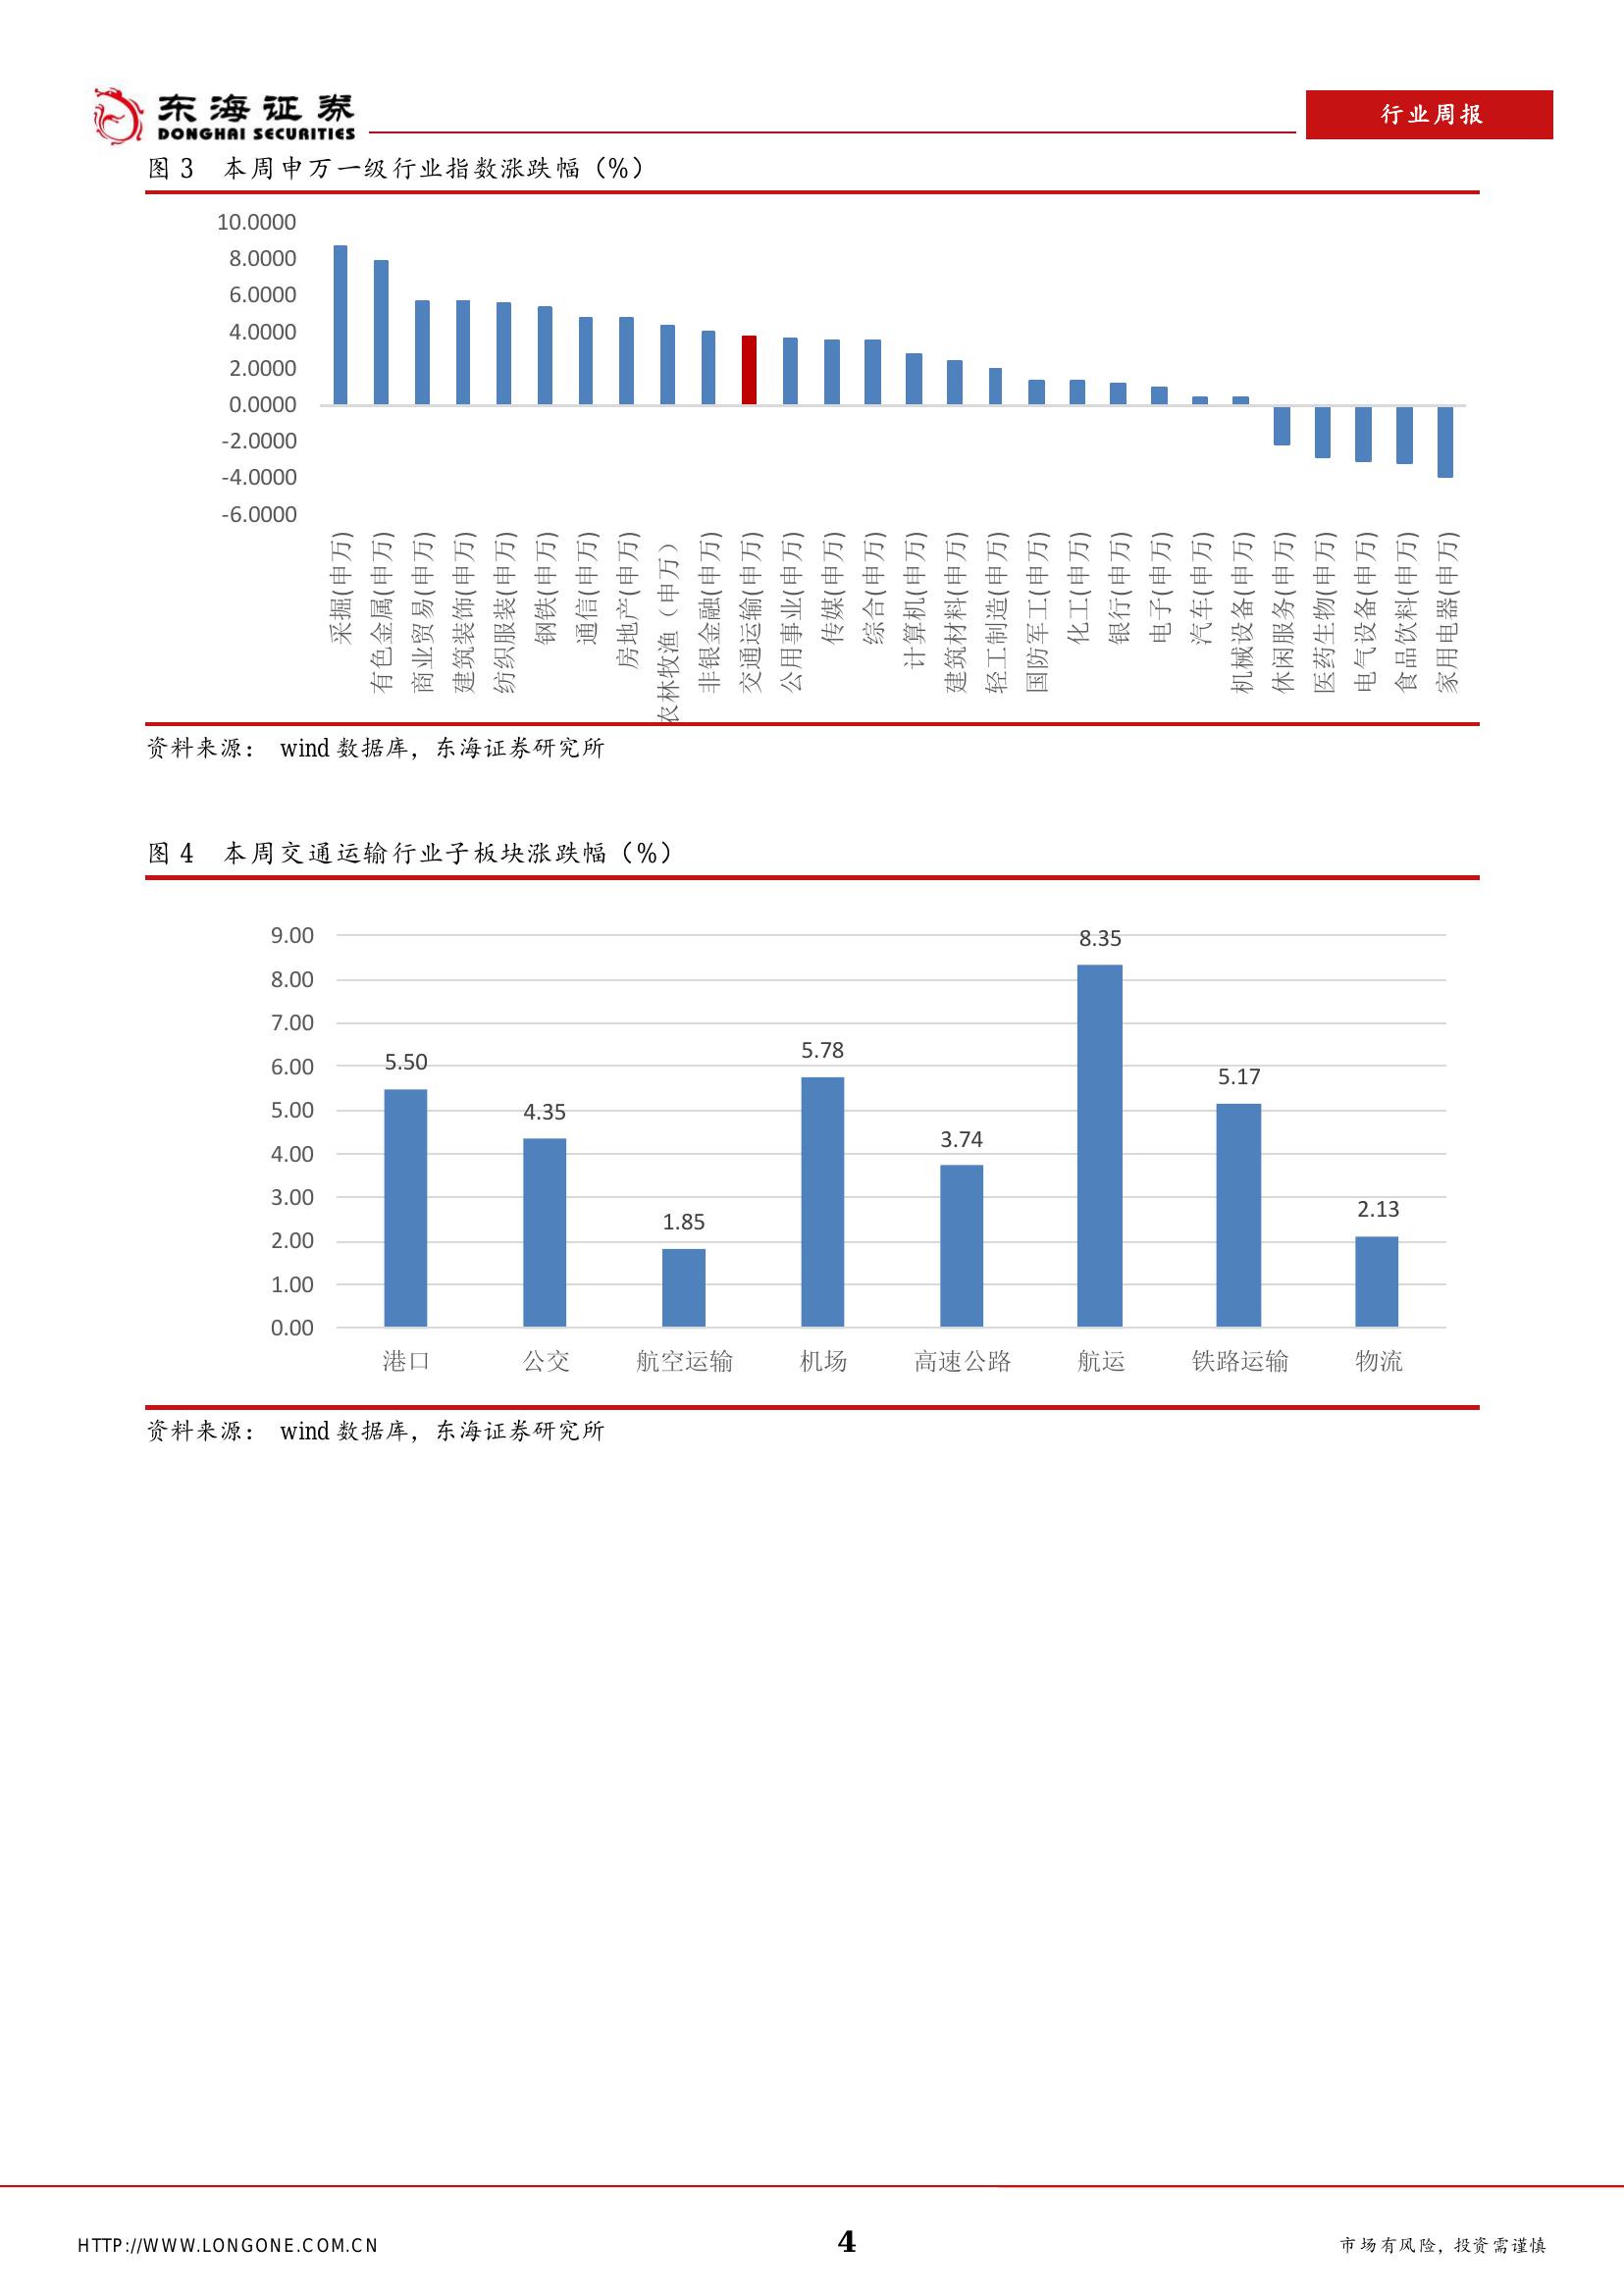 东海证券
DONGHAI SECURITIES
行业周报
图 3 本周申万一级行业指数涨跌幅（%）
10.0000
8.0000
6.0000
4.0000
2.0000
0.0000
-2.0000
-4.0000
-6.0000
采掘(申万)
有色金属(申万)
商业贸易(申万)
建筑装饰(申万)
纺织服装(申万)
钢铁(申万)
通信(申万)
房地产(申万)
农林牧渔（申万）
非银金融(申万)
交通运输(申万)
公用事业(申万)
传媒(申万)
综合(申万)
计算机(申万)
建筑材料(申万)
轻工制造(申万)
国防军工(申万)
化工(申万)
银行(申万)
电子(申万)
汽车(申万)
机械设备(申万)
休闲服务(申万)
医药生物(申万)
电气设备(申万)
食品饮料(申万)
家用电器(申万)
资料来源： wind 数据库，东海证券研究所
图 4 本周交通运输行业子板块涨跌幅（%）
9.00
8.00
7.00
6.00
5.00
4.00
3.00
2.00
1.00
0.00
5.50
4.35
1.85
5.78
3.74
8.35
5.17
2.13
港口
公交
航空运输
机场
高速公路
航运
铁路运输
物流
资料来源： wind 数据库，东海证券研究所
HTTP://WWW.LONGONE.COM.CN
4
市场有风险，投资需谨慎